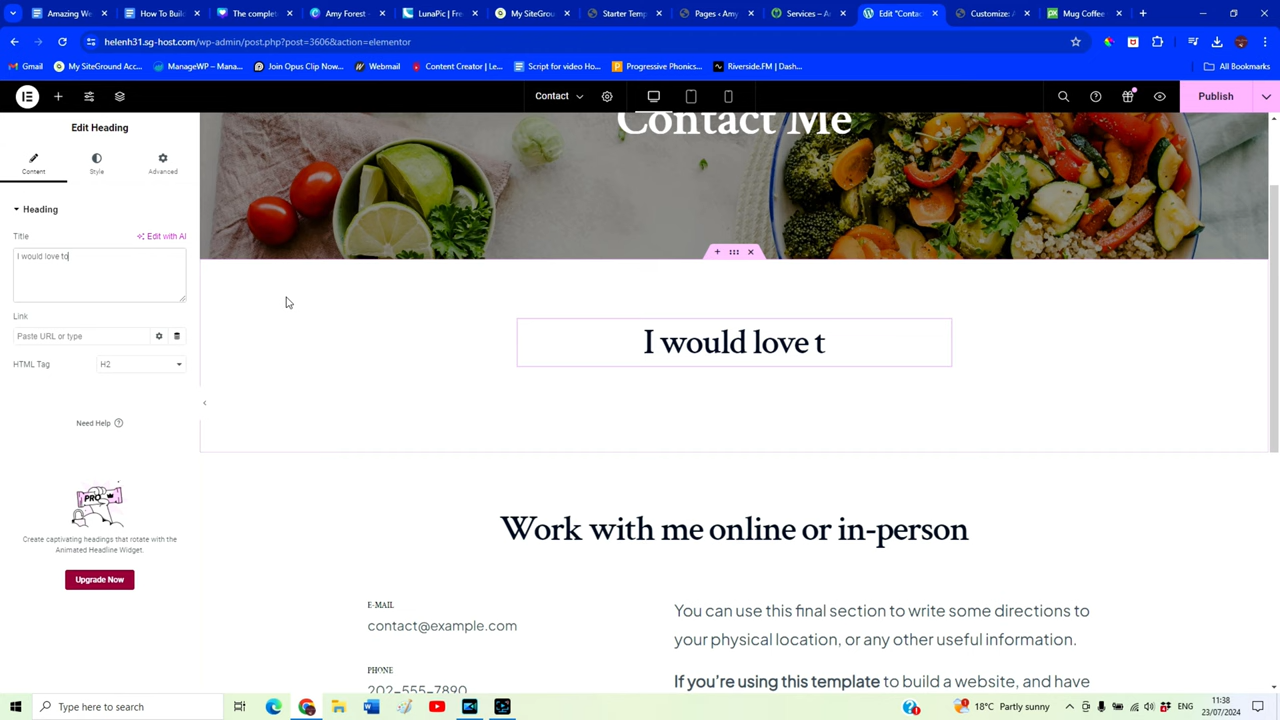 Amazing We
How To Build
The complete
Amy Forest -
LunaPic | Free
My SiteGround
Starter Temp
Pages ‹ Amy
Services – A
Edit "Contac
Customize: A
Mug Coffee
helenh31.sg-host.com/wp-admin/post.php?post=3606&action=elementor
Gmail
My SiteGround Acc...
ManageWP – Mana...
Join Opus Clip Now...
Webmail
Content Creator | Le...
Script for video Ho...
Progressive Phonics...
Riverside.FM | Dash...
All Bookmarks
Contact
Publish
Edit Heading
Content
Style
Advanced
Heading
Title
Edit with AI
I would love to
Link
Paste URL or type
HTML Tag
H2
Need Help
PRO
Create captivating headings that rotate with the
Animated Headline Widget.
Upgrade Now
Contact Me
I would love t
Work with me online or in-person
E-MAIL
contact@example.com
PHONE
202-555-7890
You can use this final section to write some directions to
your physical location, or any other useful information.
If you're using this template to build a website, and have
Type here to search
18°C Partly sunny
ENG
11:38
23/07/2024